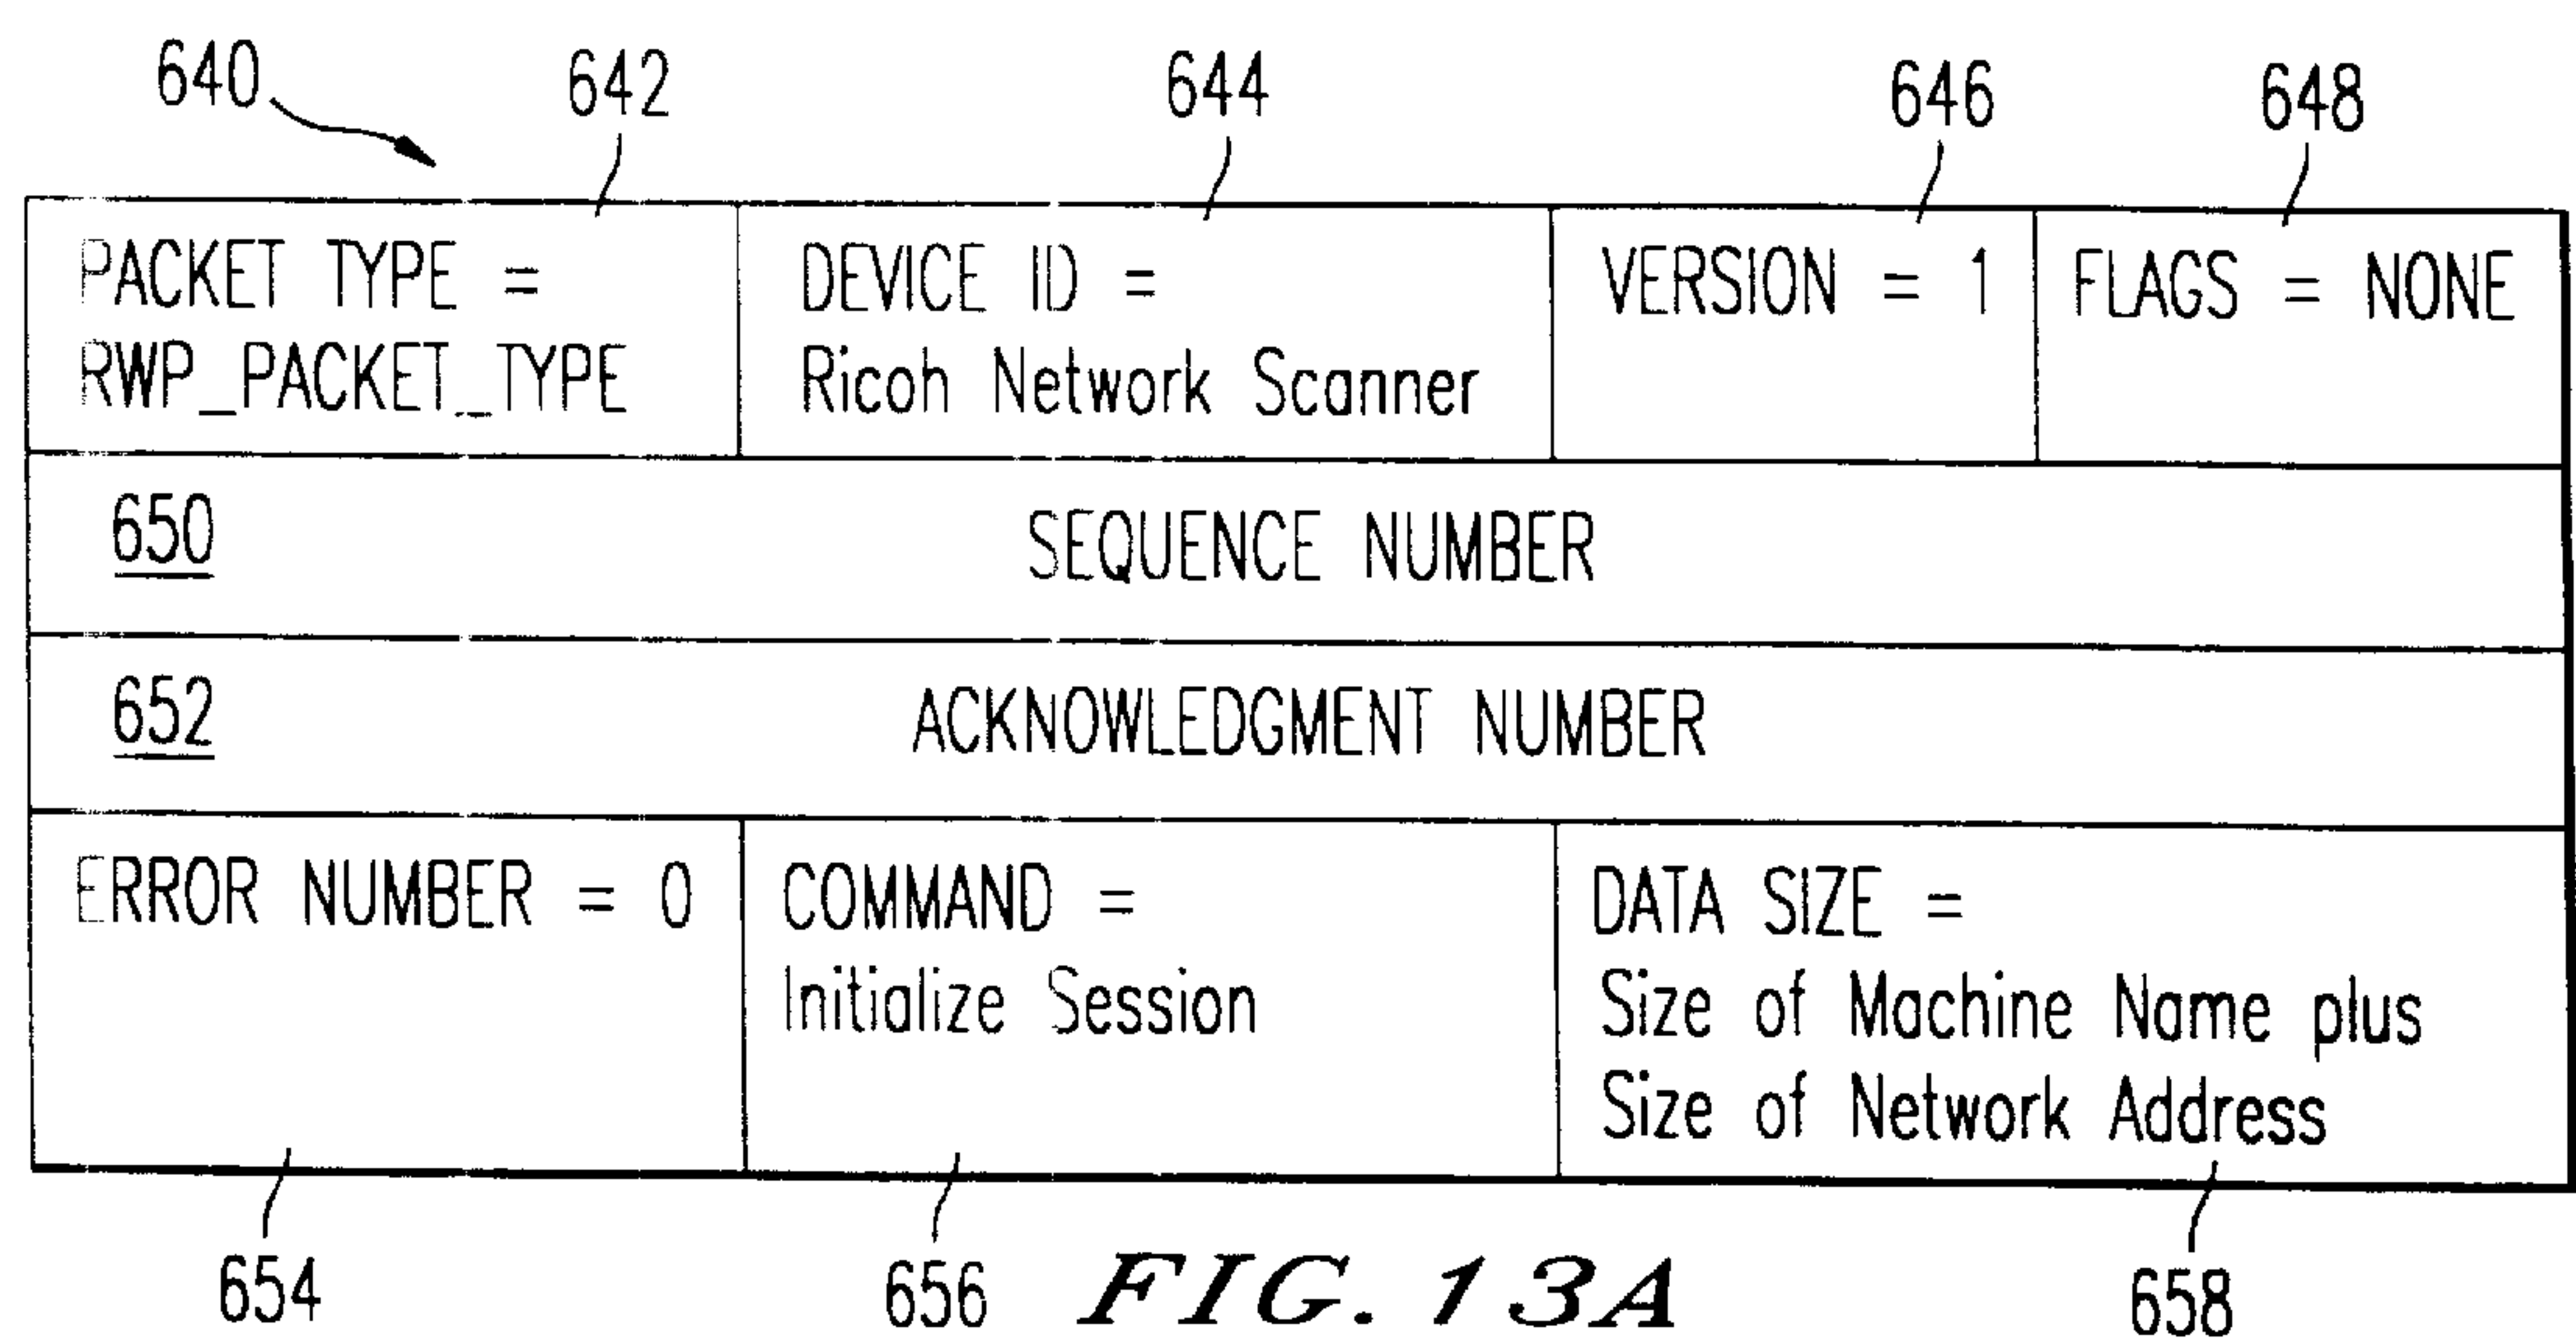 640
642
644
646
648
PACKET TYPE =
RWP_PACKET_TYPE
DEVICE ID =
Ricoh Network Scanner
VERSION = 1
FLAGS = NONE
650
SEQUENCE NUMBER
652
ACKNOWLEDGMENT NUMBER
ERROR NUMBER = 0
COMMAND =
Initialize Session
DATA SIZE =
Size of Machine Name plus
Size of Network Address
654
656
658
FIG. 13A